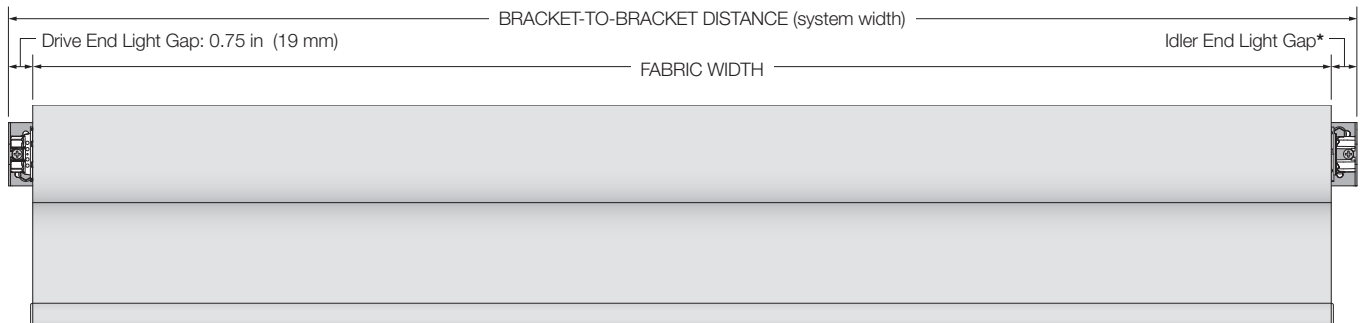 BRACKET-TO-BRACKET DISTANCE (system width)
Drive End Light Gap: 0.75 in (19 mm)
Idler End Light Gap*
FABRIC WIDTH